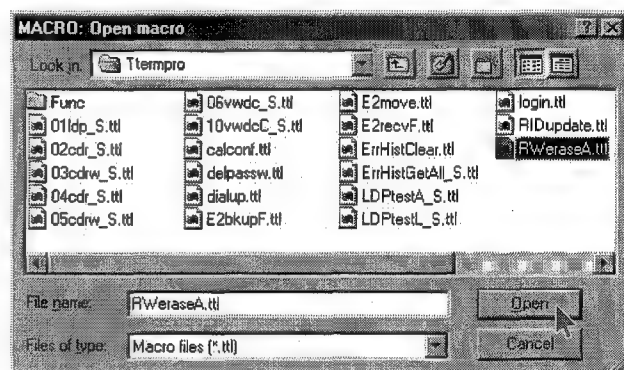 MACRO: Open macro
Look in: Ttermpro
Func
01ldp_S.ttl
02cdr_S.ttl
03cdrw_S.ttl
04cdr_S.ttl
05cdrw_S.ttl
06vwdc_S.ttl
10vwdcC_S.ttl
calconf.ttl
delpassw.ttl
dialup.ttl
E2bkupF.ttl
E2move.ttl
E2recvF.ttl
ErrHistClear.ttl
ErrHistGetAll_S.ttl
LDPtestA_S.ttl
LDPtestL_S.ttl
login.ttl
RIDupdate.ttl
RWeraseA.ttl
File name: RWeraseA.ttl Open
Files of type: Macro files (*.ttl) Cancel